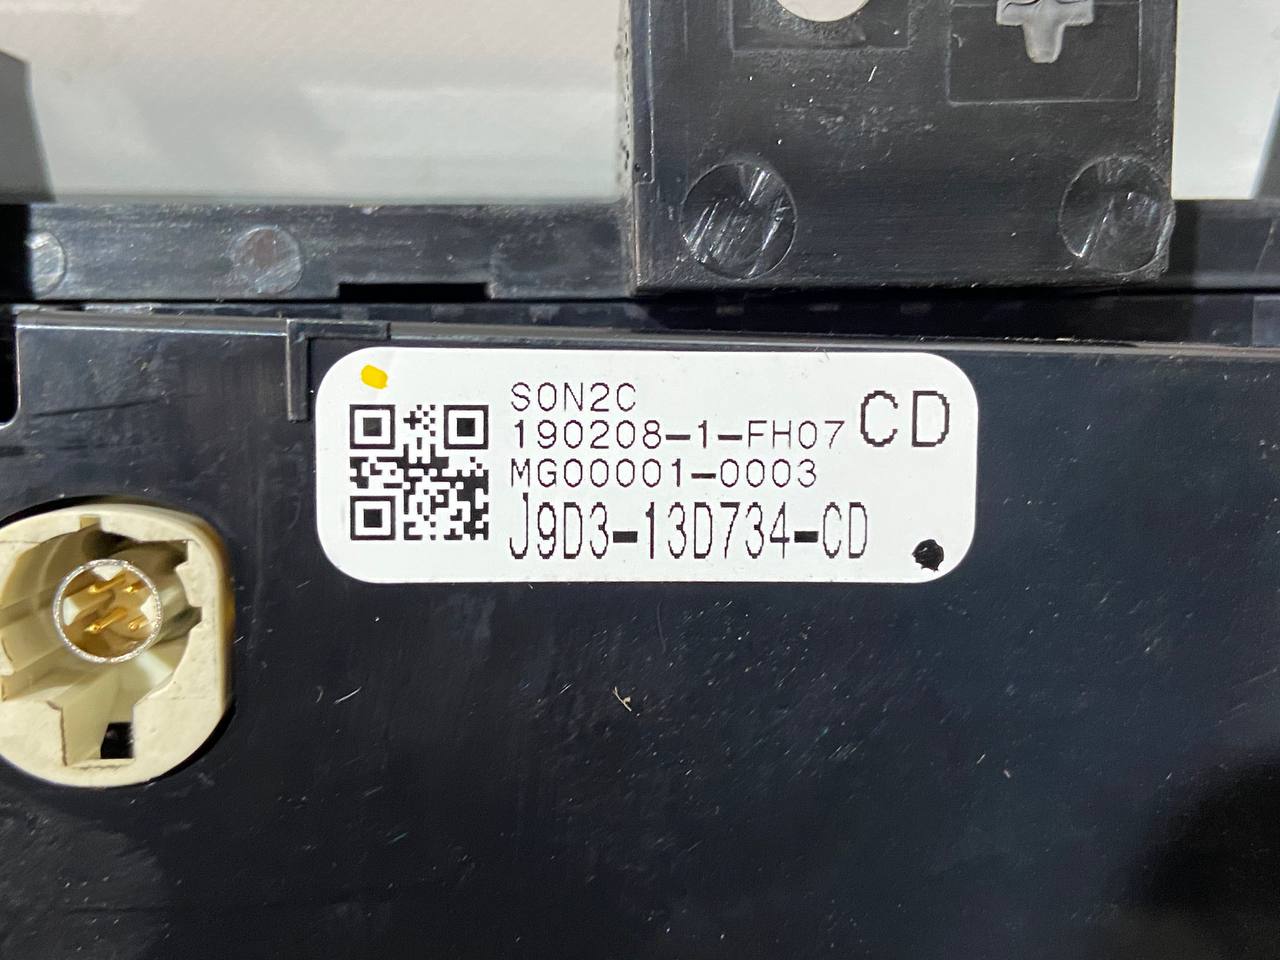 SON2C
190208-1-FH07
CD
MG00001-0003
J9D3-13D734-CD